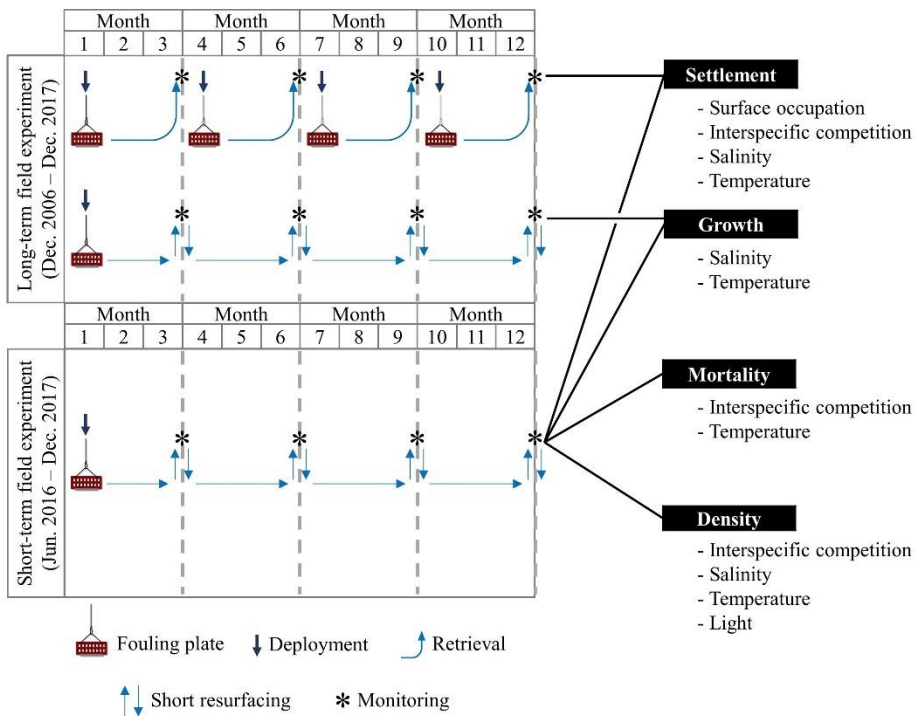 Month Month Month Month
1 2 3 4 5 6 7 8 9 10 11 12
Long-term field experiment
(Dec. 2006 – Dec. 2017)
* * * *
* * * *
Month Month Month Month
1 2 3 4 5 6 7 8 9 10 11 12
Short-term field experiment
(Jun. 2016 – Dec. 2017)
* * * *
Settlement
- Surface occupation
- Interspecific competition
- Salinity
- Temperature
Growth
- Salinity
- Temperature
Mortality
- Interspecific competition
- Temperature
Density
- Interspecific competition
- Salinity
- Temperature
- Light
Fouling plate Deployment Retrieval
Short resurfacing * Monitoring